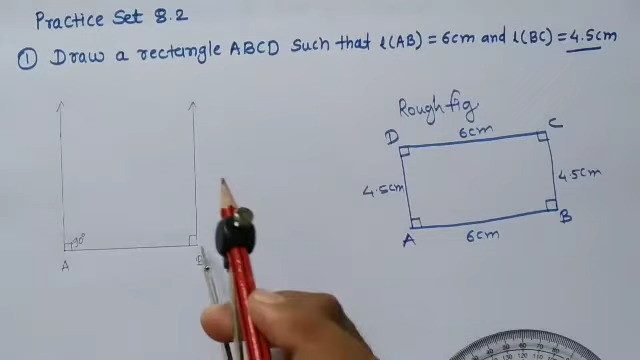 Practice Set 8.2
① Draw a rectangle ABCD such that l(AB) = 6cm and l(BC) = 4.5cm
Rough fig
D 6cm C
4.5cm 4.5cm
A 6cm B
90°
A B